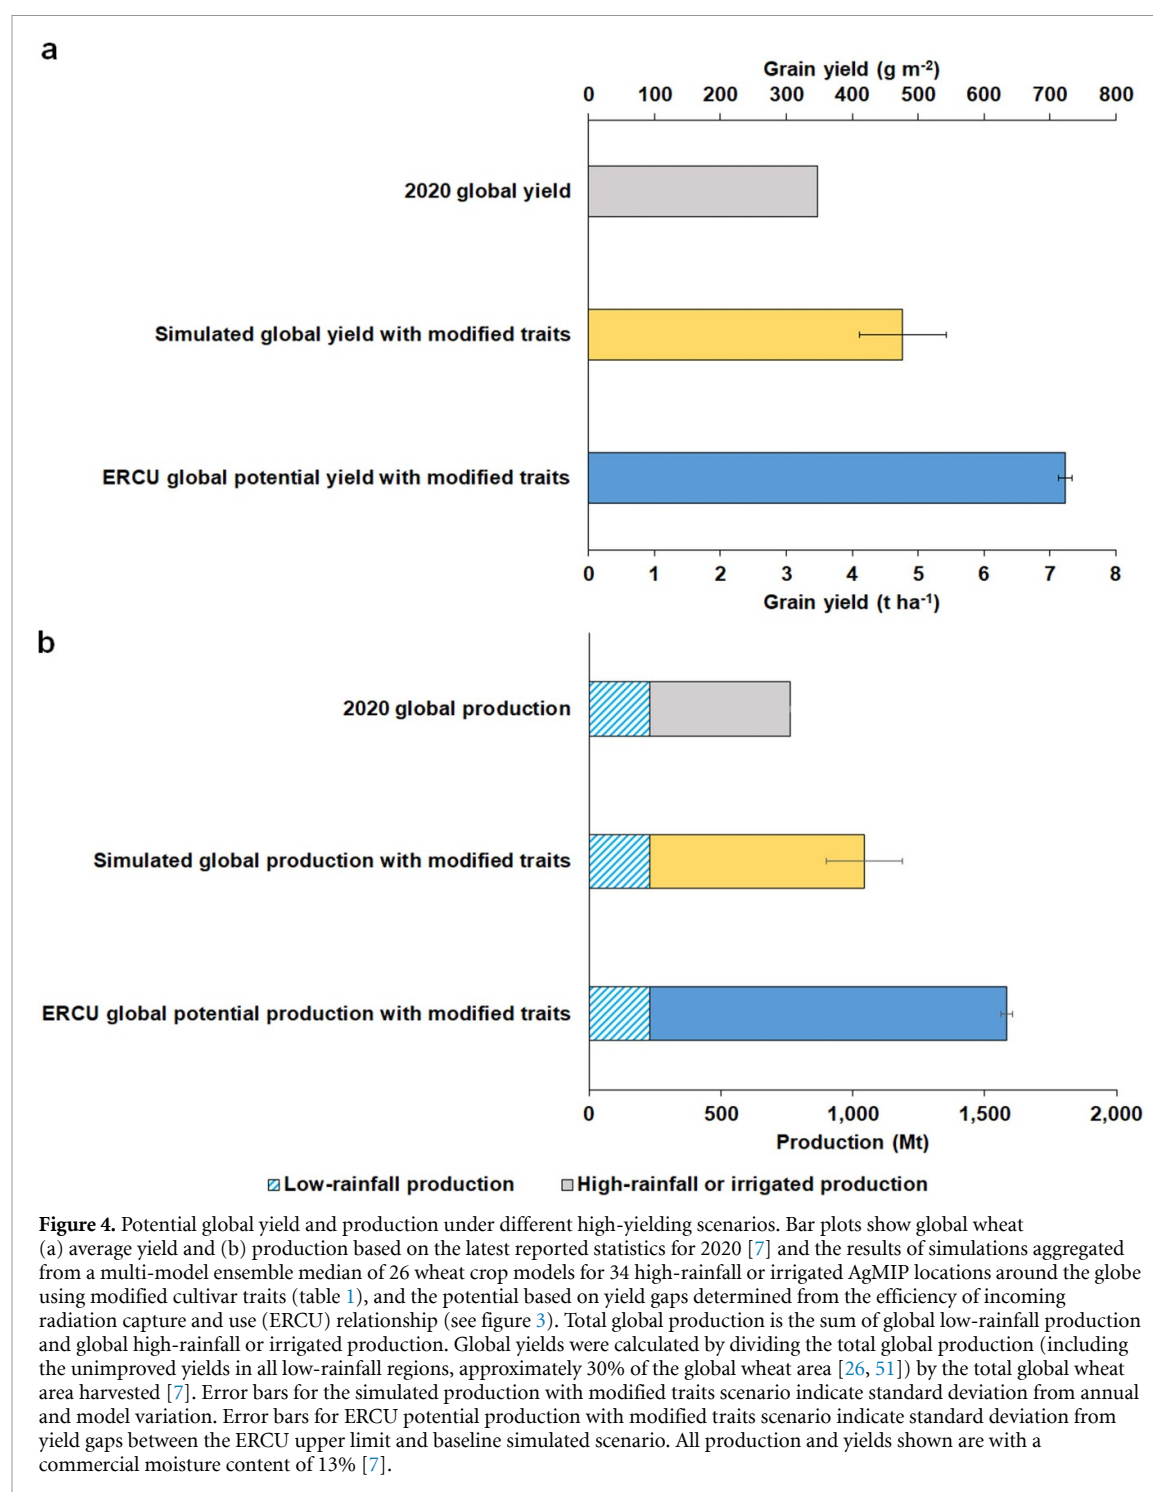 a
Grain yield (g m-2)
0 100 200 300 400 500 600 700 800
2020 global yield
Simulated global yield with modified traits
ERCU global potential yield with modified traits
0 1 2 3 4 5 6 7 8
Grain yield (t ha-1)
b
2020 global production
Simulated global production with modified traits
ERCU global potential production with modified traits
0 500 1,000 1,500 2,000
Production (Mt)
Low-rainfall production High-rainfall or irrigated production
Figure 4. Potential global yield and production under different high-yielding scenarios. Bar plots show global wheat
(a) average yield and (b) production based on the latest reported statistics for 2020 [7] and the results of simulations aggregated
from a multi-model ensemble median of 26 wheat crop models for 34 high-rainfall or irrigated AgMIP locations around the globe
using modified cultivar traits (table 1), and the potential based on yield gaps determined from the efficiency of incoming
radiation capture and use (ERCU) relationship (see figure 3). Total global production is the sum of global low-rainfall production
and global high-rainfall or irrigated production. Global yields were calculated by dividing the total global production (including
the unimproved yields in all low-rainfall regions, approximately 30% of the global wheat area [26, 51]) by the total global wheat
area harvested [7]. Error bars for the simulated production with modified traits scenario indicate standard deviation from annual
and model variation. Error bars for ERCU potential production with modified traits scenario indicate standard deviation from
yield gaps between the ERCU upper limit and baseline simulated scenario. All production and yields shown are with a
commercial moisture content of 13% [7].